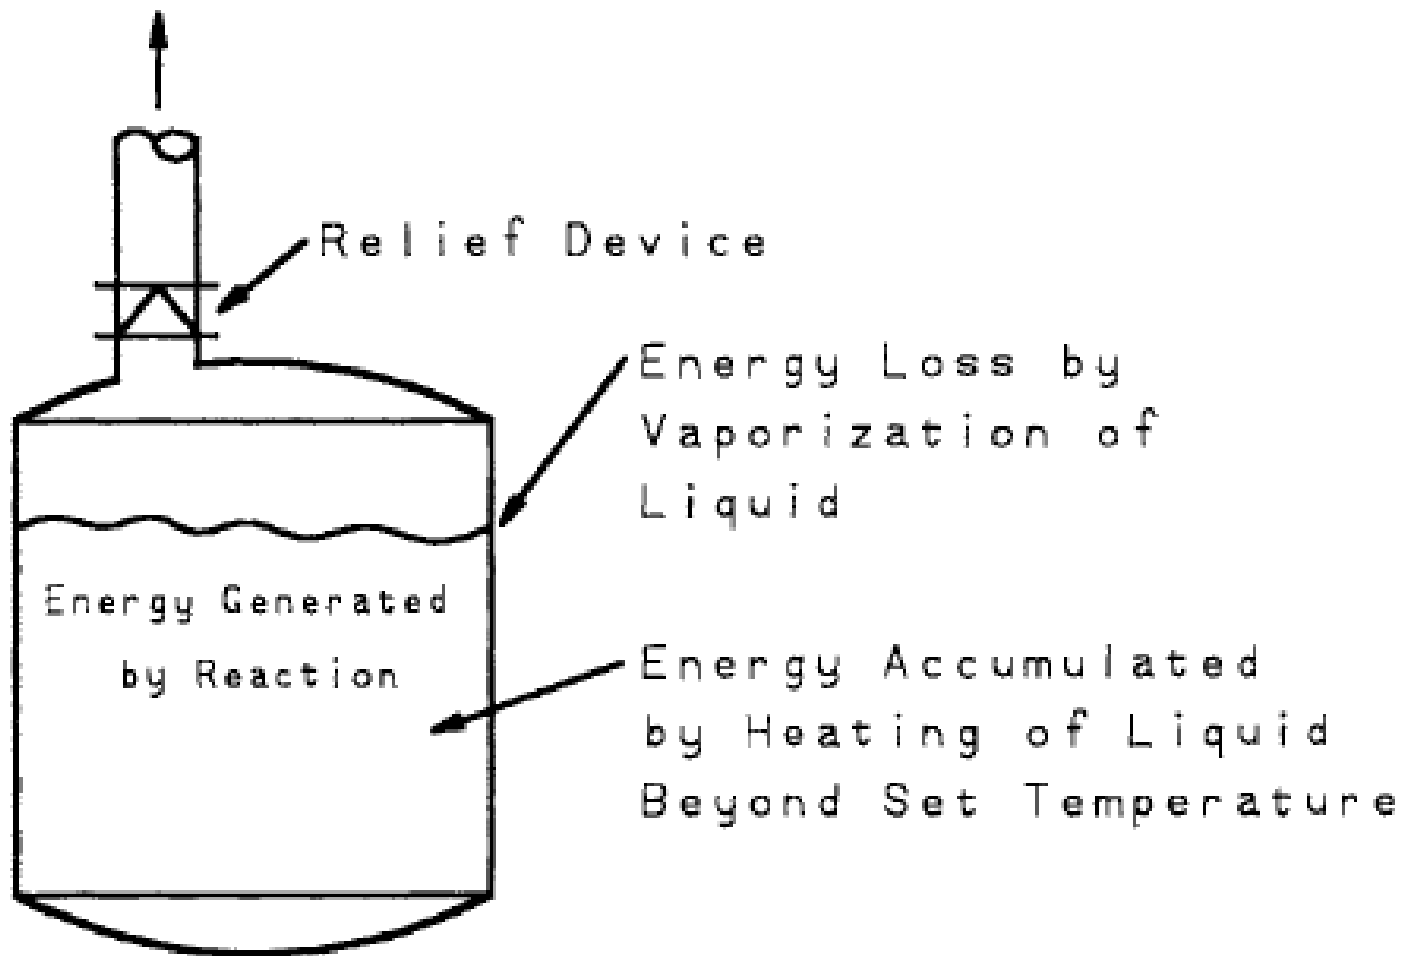 Relief Device
Energy Loss by
Vaporization of
Liquid
Energy Generated
by Reaction
Energy Accumulated
by Heating of Liquid
Beyond Set Temperature